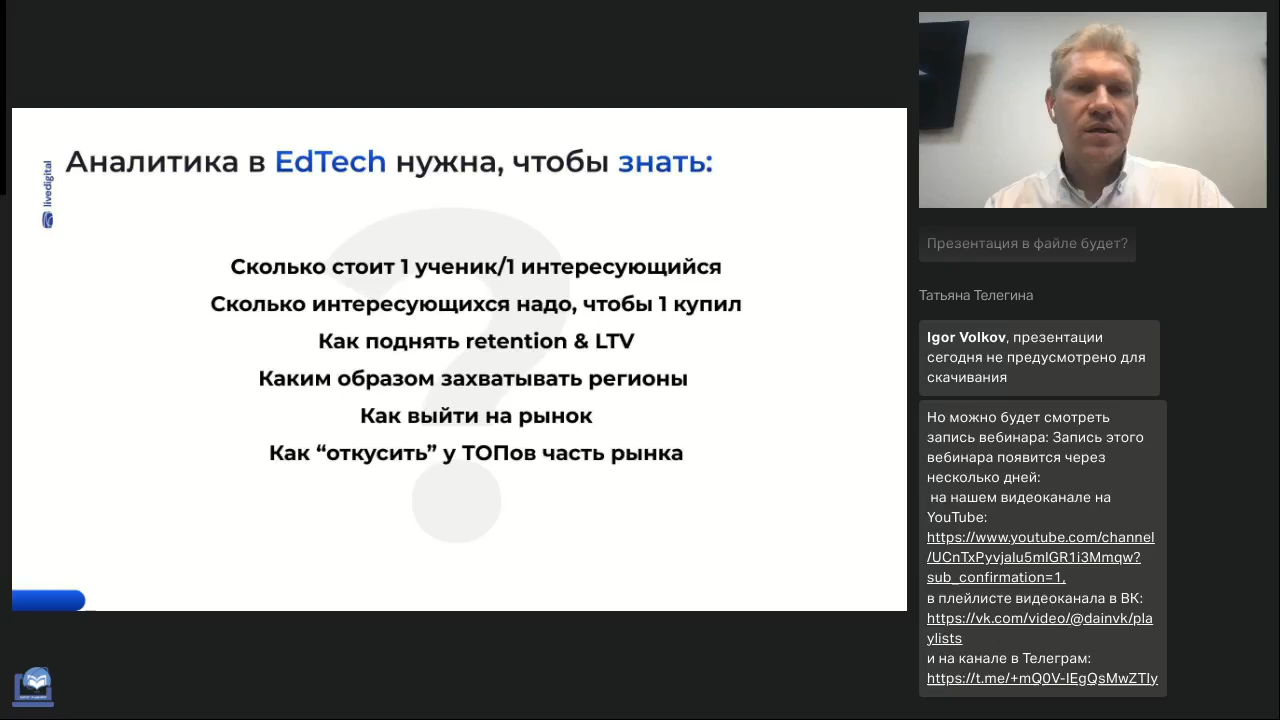 livedigital
Аналитика в EdTech нужна, чтобы знать:
Сколько стоит 1 ученик/1 интересующийся
Сколько интересующихся надо, чтобы 1 купил
Как поднять retention & LTV
Каким образом захватывать регионы
Как выйти на рынок
Как “откусить” у ТОПов часть рынка
Презентация в файле будет?
Татьяна Телегина
Igor Volkov, презентации
сегодня не предусмотрено для
скачивания
Но можно будет смотреть
запись вебинара: Запись этого
вебинара появится через
несколько дней:
на нашем видеоканале на
YouTube:
https://www.youtube.com/channel
/UCnTxPyvjalu5mlGR1i3Mmqw?
sub_confirmation=1,
в плейлисте видеоканала в ВК:
https://vk.com/video/@dainvk/pla
ylists
и на канале в Телеграм:
https://t.me/+mQ0V-lEgQsMwZTly